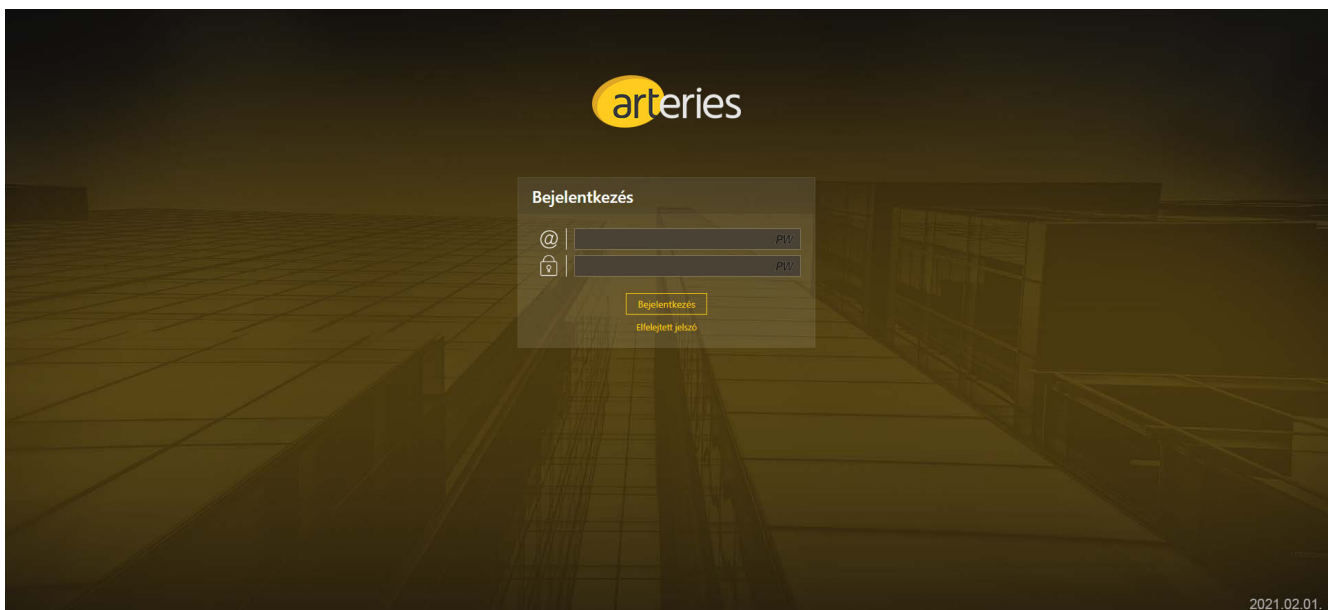 arteries
Bejelentkezés
@
.PW
.PW
Bejelentkezés
Elfelejtett jelszó
2021.02.01.